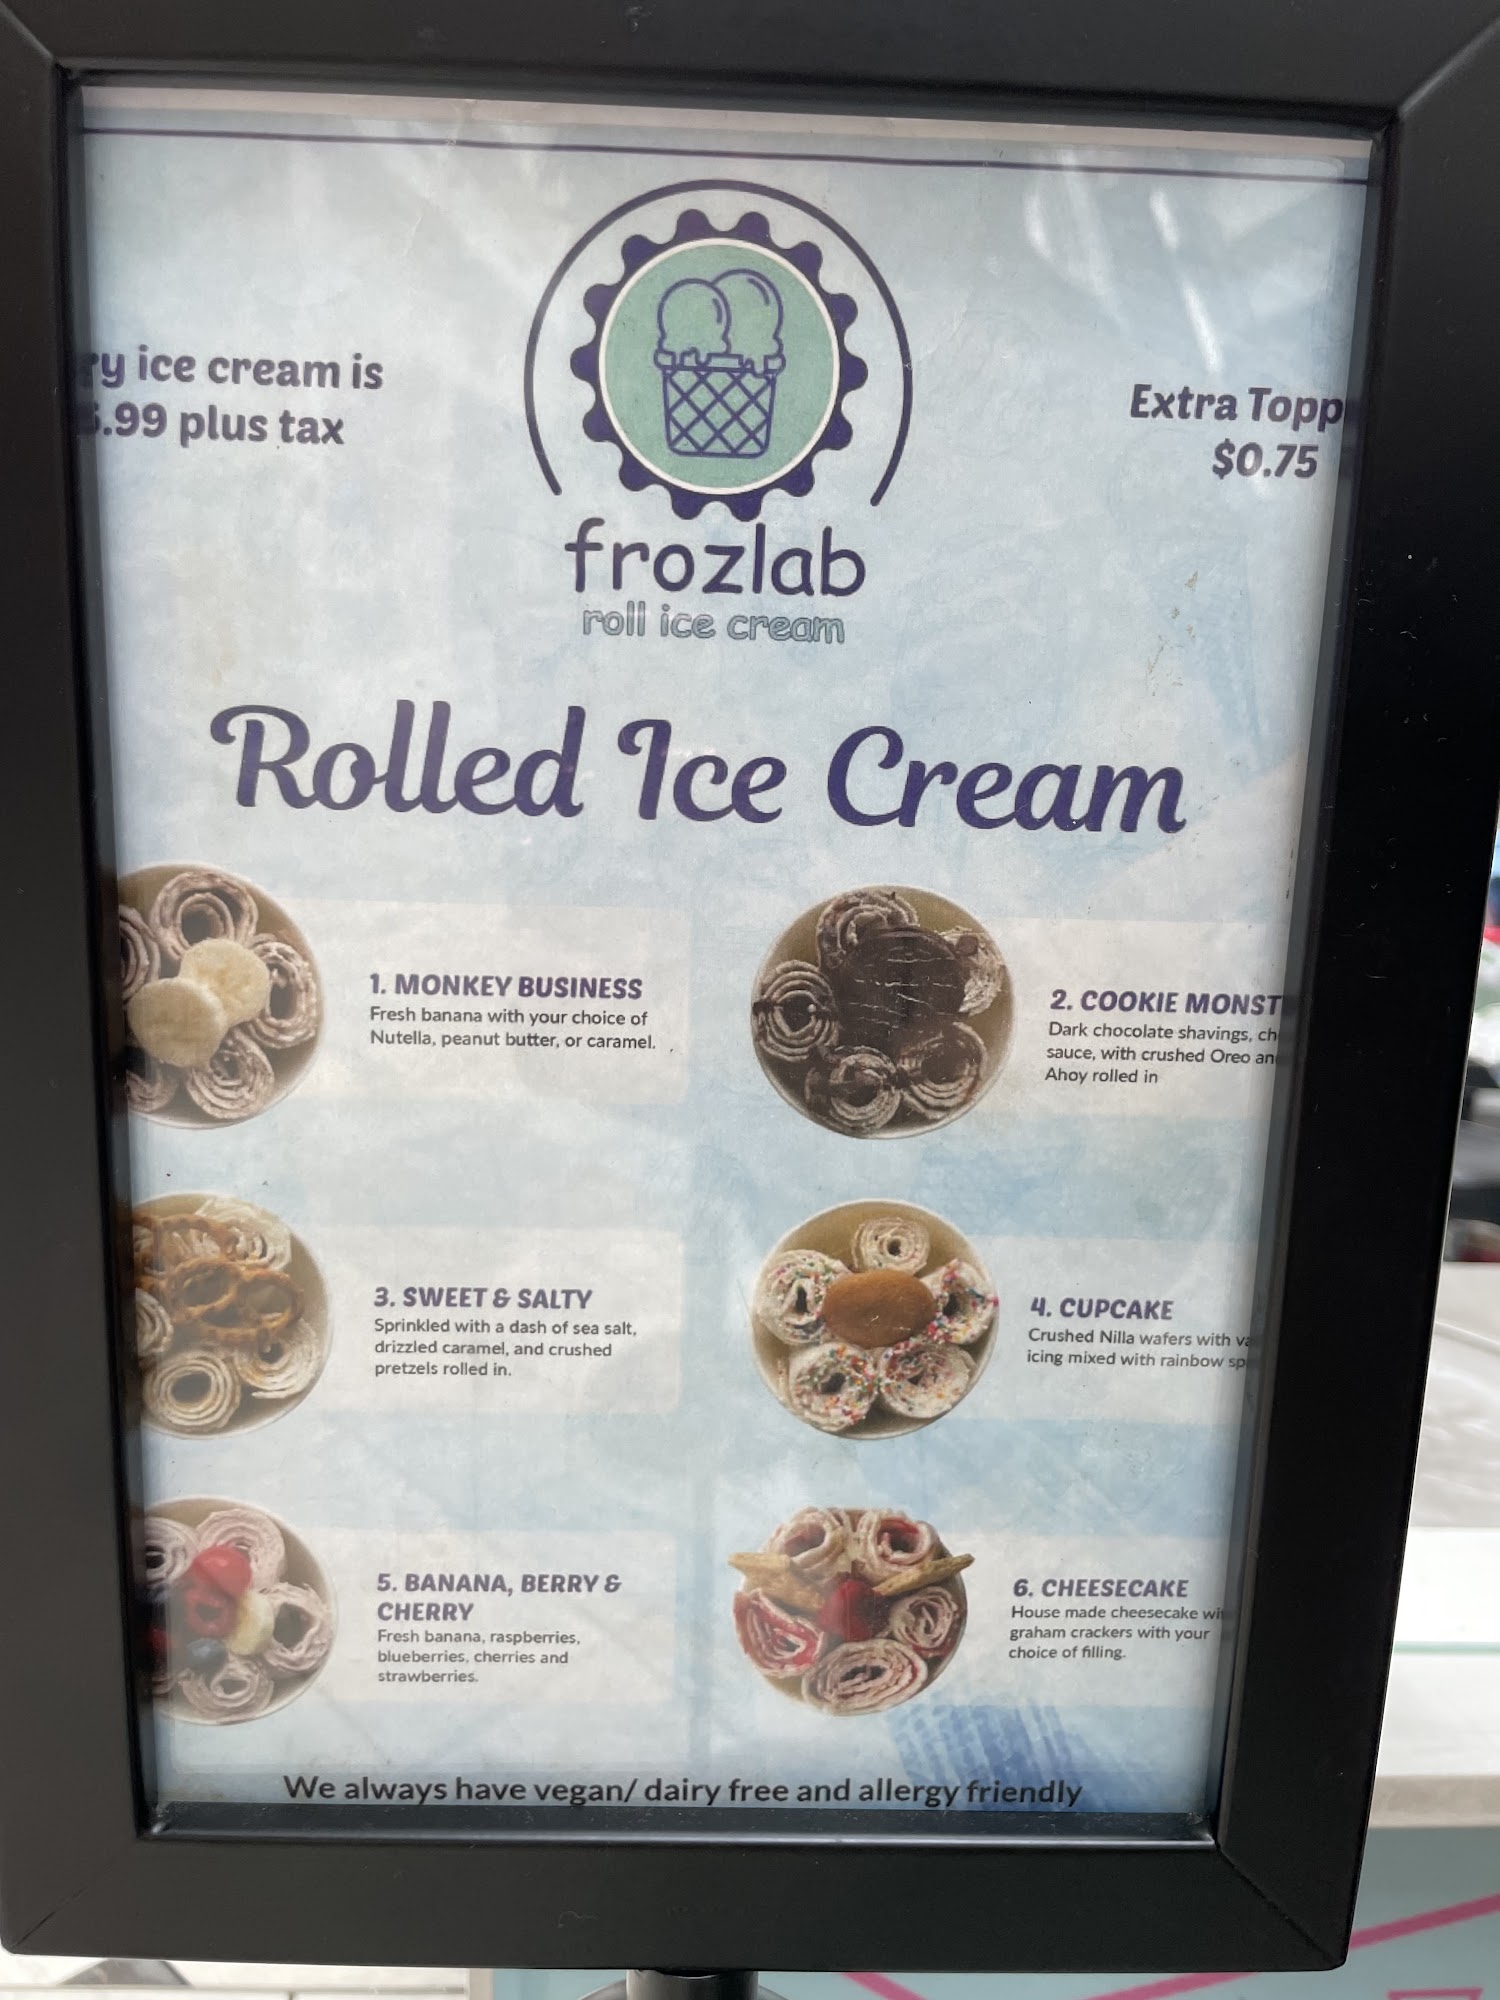 ry ice cream is
.99 plus tax
Extra Topp
$0.75
frozlab
roll ice cream
Rolled Ice Cream
1. MONKEY BUSINESS
Fresh banana with your choice of
Nutella, peanut butter, or caramel.
2. COOKIE MONST
Dark chocolate shavings, ch
sauce, with crushed Oreo an
Ahoy rolled in
3. SWEET & SALTY
Sprinkled with a dash of sea salt,
drizzled caramel, and crushed
pretzels rolled in.
4. CUPCAKE
Crushed Nilla wafers with va
icing mixed with rainbow sp
5. BANANA, BERRY &
CHERRY
Fresh banana, raspberries,
blueberries, cherries and
strawberries.
6. CHEESECAKE
House made cheesecake wi
graham crackers with your
choice of filling.
We always have vegan/ dairy free and allergy friendly